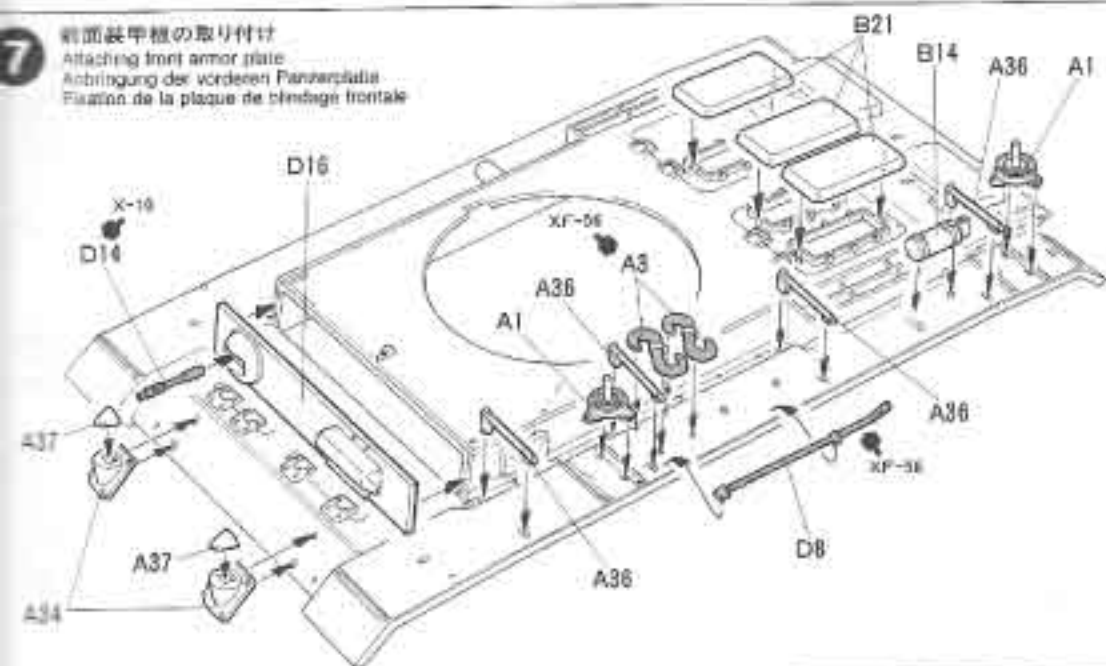 7
前面装甲板の取り付け
Attaching front armor plate
Anbringung der vorderen Panzerplatte
Fixation de la plaque de blindage frontale
B21
B14
A36
A1
D16
X-10
D14
XF-56
A3
A36
A1
A37
A36
XF-56
D8
A37
A36
A34